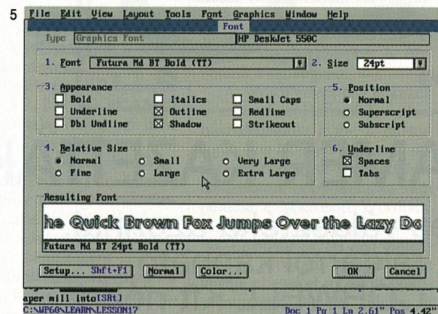 5
File Edit View Layout Tools Font Graphics Window Help
Font
Type Graphics Font HP DeskJet 550C
1. Font Futura Md BT Bold (TT) 2. Size 24pt
3. Appearance
Bold Italics Small Caps
Underline Outline Redline
Dbl Undline Shadow Strikeout
5. Position
Normal
Superscript
Subscript
4. Relative Size
Normal Small Very Large
Fine Large Extra Large
6. Underline
Spaces
Tabs
Resulting Font
he Quick Brown Fox Jumps Over the Lazy Do
Futura Md BT 24pt Bold (TT)
Setup... Shft+F1 Normal Color... OK Cancel
aper mill into[SRt]
C:\WP60\LEARN\LESSON17 Doc 1 Pg 1 Ln 2.61" Pos 4.42"